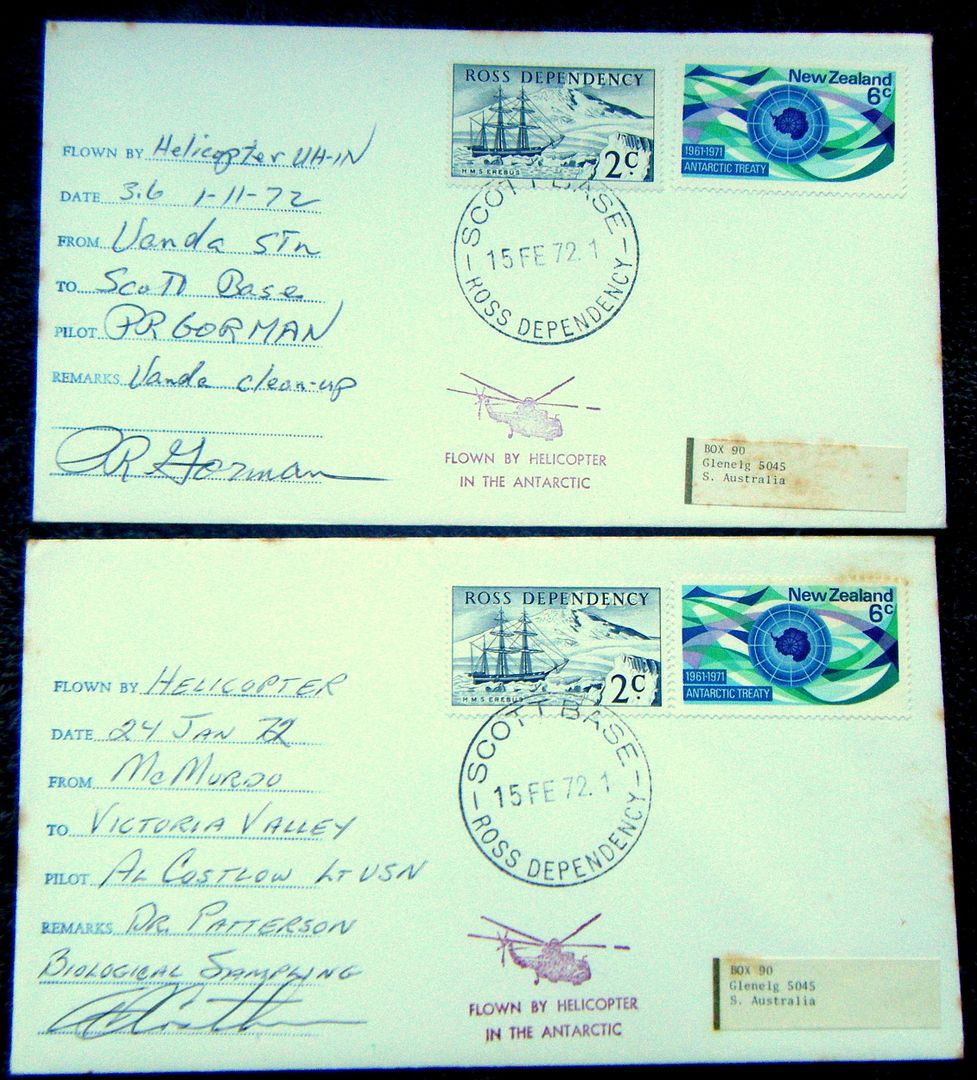 ROSS DEPENDENCY
H.M.S. EREBUS
2c
New Zealand
6c
1961-1971
ANTARCTIC TREATY
FLOWN BY Helicopter UH-1N
DATE 3.6 1-11-72
FROM Vanda STn
TO Scott Base
PILOT PR GORMAN
REMARKS Vanda clean-up
PR Gorman
SCOTT BASE
15 FE 72.1
ROSS DEPENDENCY
FLOWN BY HELICOPTER
IN THE ANTARCTIC
BOX 90
Glenelg 5045
S. Australia
ROSS DEPENDENCY
H.M.S. EREBUS
2c
New Zealand
6c
1961-1971
ANTARCTIC TREATY
FLOWN BY HELICOPTER
DATE 24 JAN 72
FROM McMURDO
TO VICTORIA VALLEY
PILOT AL COSTLOW LT USN
REMARKS DR. PATTERSON
BIOLOGICAL SAMPLING
SCOTT BASE
15 FE 72.1
ROSS DEPENDENCY
FLOWN BY HELICOPTER
IN THE ANTARCTIC
BOX 90
Glenelg 5045
S. Australia